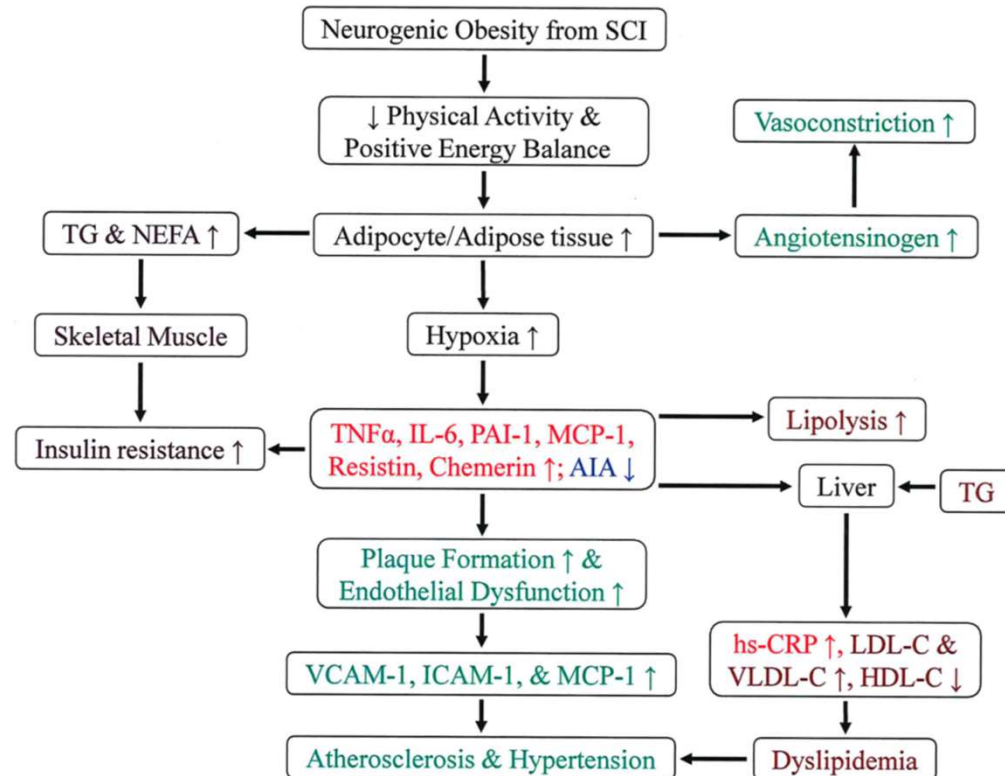 Neurogenic Obesity from SCI
↓ Physical Activity &
Positive Energy Balance
Vasoconstriction ↑
TG & NEFA ↑
Adipocyte/Adipose tissue ↑
Angiotensinogen ↑
Skeletal Muscle
Hypoxia ↑
Insulin resistance ↑
TNFα, IL-6, PAI-1, MCP-1,
Resistin, Chemerin ↑; AIA ↓
Lipolysis ↑
Liver
TG
Plaque Formation ↑ &
Endothelial Dysfunction ↑
hs-CRP ↑, LDL-C &
VLDL-C ↑, HDL-C ↓
VCAM-1, ICAM-1, & MCP-1 ↑
Atherosclerosis & Hypertension
Dyslipidemia